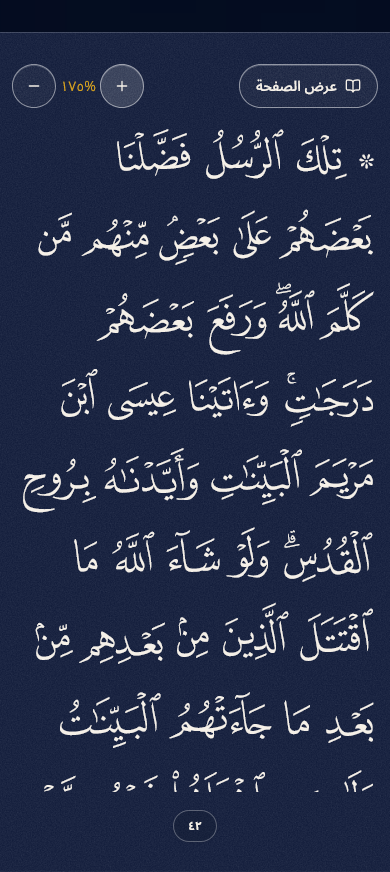 عرض الصفحة
+ ١٧٥% −
۞ تِلۡكَ ٱلرُّسُلُ فَضَّلۡنَا
بَعۡضَهُمۡ عَلَىٰ بَعۡضٖۘ مِّنۡهُم مَّن
كَلَّمَ ٱللَّهُۖ وَرَفَعَ بَعۡضَهُمۡ
دَرَجَٰتٖۚ وَءَاتَيۡنَا عِيسَى ٱبۡنَ
مَرۡيَمَ ٱلۡبَيِّنَٰتِ وَأَيَّدۡنَٰهُ بِرُوحِ
ٱلۡقُدُسِۗ وَلَوۡ شَآءَ ٱللَّهُ مَا
ٱقۡتَتَلَ ٱلَّذِينَ مِنۢ بَعۡدِهِم مِّنۢ
بَعۡدِ مَا جَآءَتۡهُمُ ٱلۡبَيِّنَٰتُ
٤٢